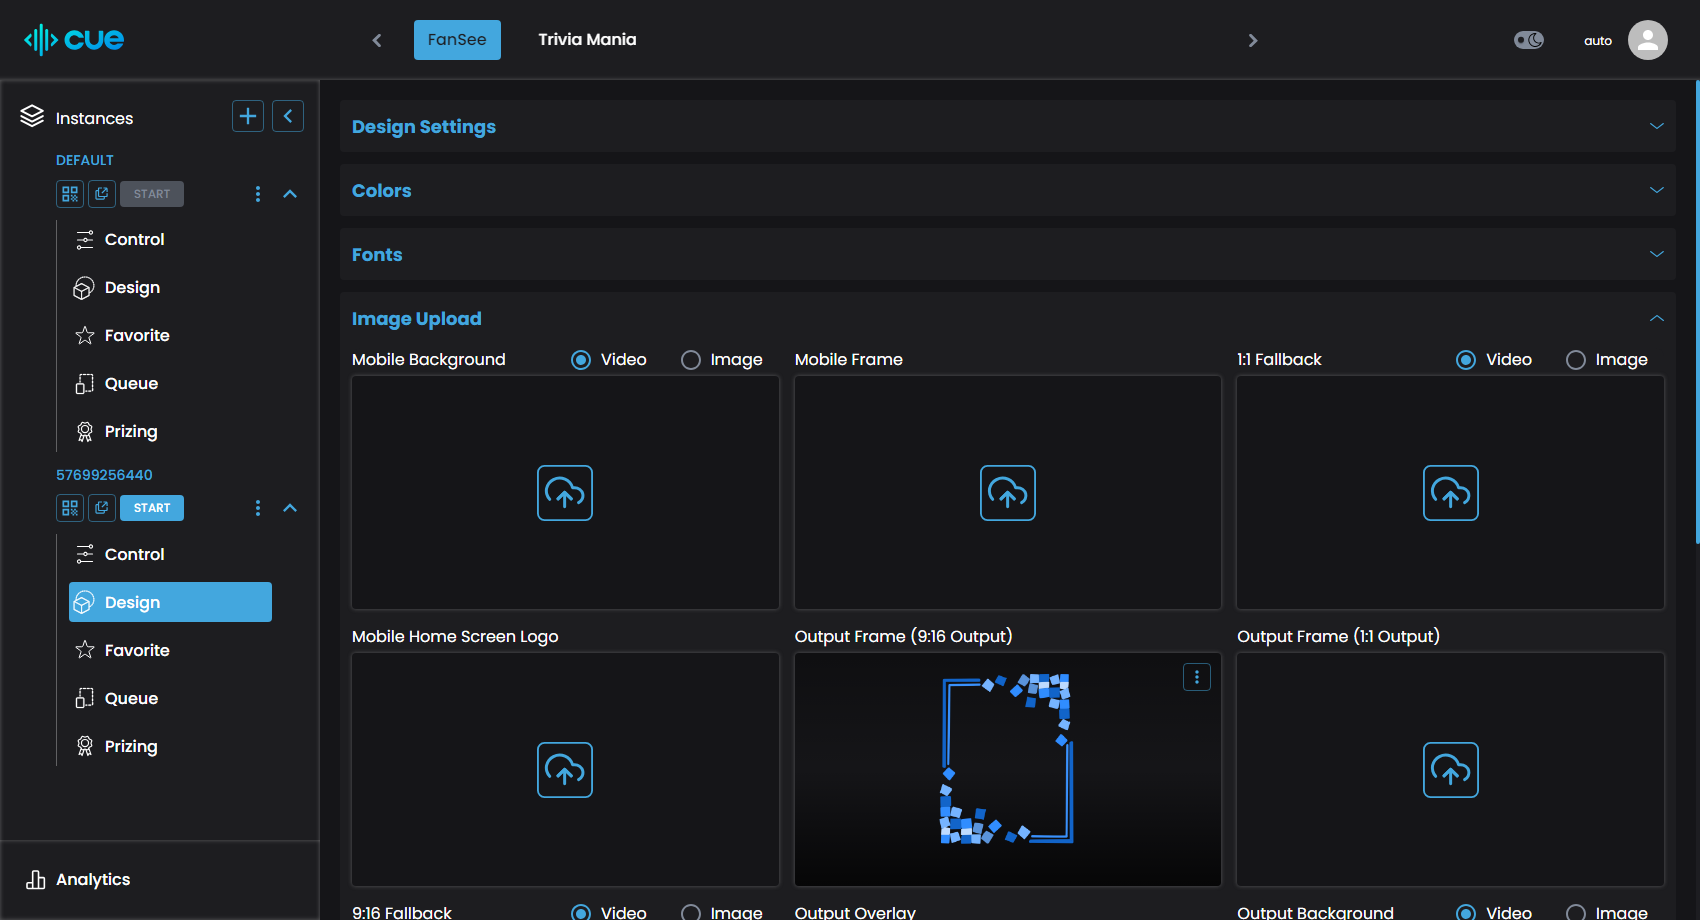 cue
FanSee
Trivia Mania
auto
Instances
DEFAULT
START
Control
Design
Favorite
Queue
Prizing
57699256440
START
Control
Design
Favorite
Queue
Prizing
Analytics
Design Settings
Colors
Fonts
Image Upload
Mobile Background Video Image
Mobile Frame
1:1 Fallback Video Image
Mobile Home Screen Logo
Output Frame (9:16 Output)
Output Frame (1:1 Output)
9:16 Fallback Video Image
Output Overlay
Output Background Video Image